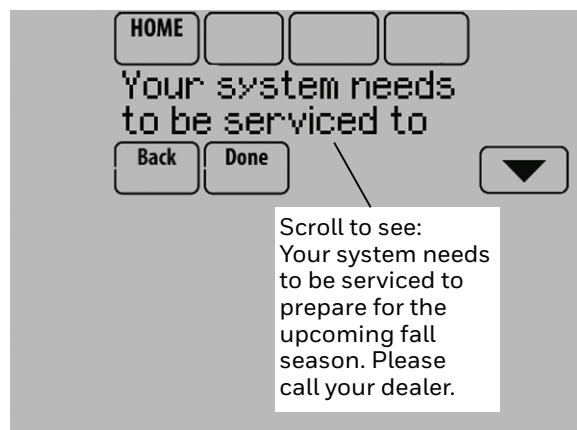 HOME
Your system needs
to be serviced to
Back Done
Scroll to see:
Your system needs
to be serviced to
prepare for the
upcoming fall
season. Please
call your dealer.